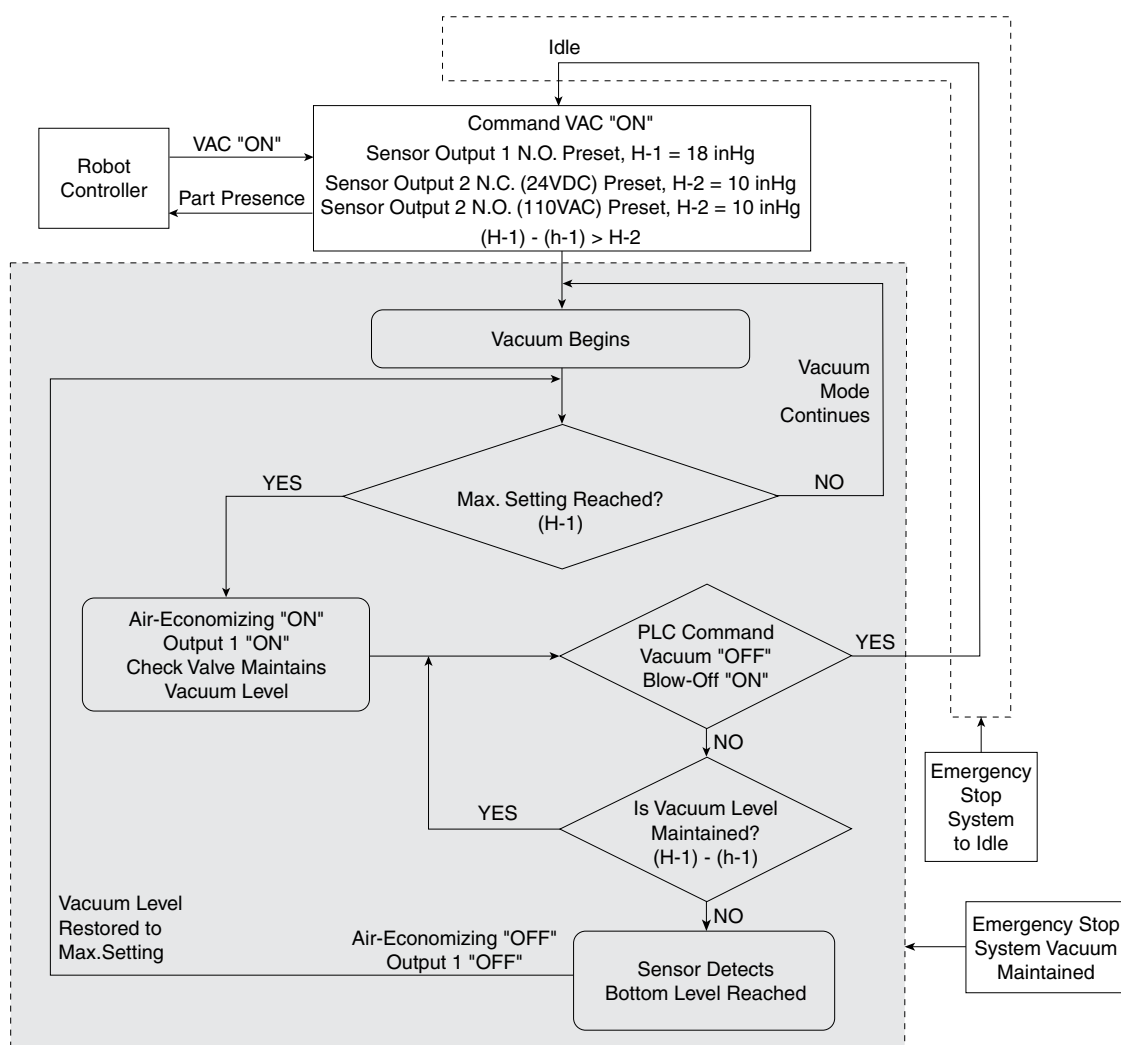 Idle
Command VAC "ON"
Sensor Output 1 N.O. Preset, H-1 = 18 inHg
Sensor Output 2 N.C. (24VDC) Preset, H-2 = 10 inHg
Sensor Output 2 N.O. (110VAC) Preset, H-2 = 10 inHg
(H-1) - (h-1) > H-2
Robot
Controller
VAC "ON"
Part Presence
Vacuum Begins
Vacuum
Mode
Continues
YES
Max. Setting Reached?
(H-1)
NO
Air-Economizing "ON"
Output 1 "ON"
Check Valve Maintains
Vacuum Level
PLC Command
Vacuum "OFF"
Blow-Off "ON"
YES
NO
Is Vacuum Level
Maintained?
(H-1) - (h-1)
YES
NO
Emergency
Stop
System
to Idle
Vacuum Level
Restored to
Max.Setting
Air-Economizing "OFF"
Output 1 "OFF"
Sensor Detects
Bottom Level Reached
Emergency Stop
System Vacuum
Maintained